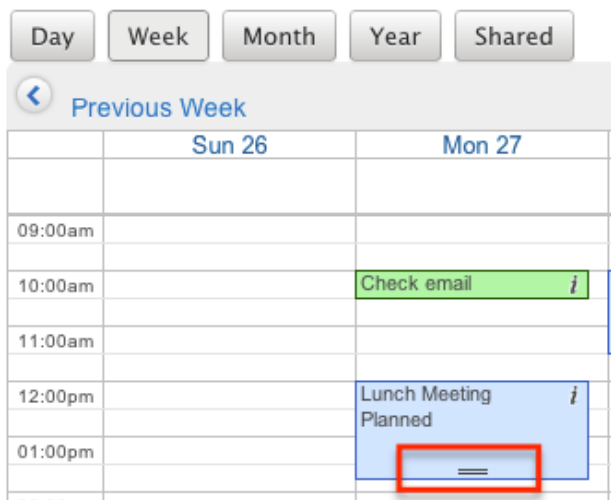 Day Week Month Year Shared
Previous Week
Sun 26 Mon 27
09:00am
10:00am Check email i
11:00am
12:00pm Lunch Meeting i
Planned
01:00pm